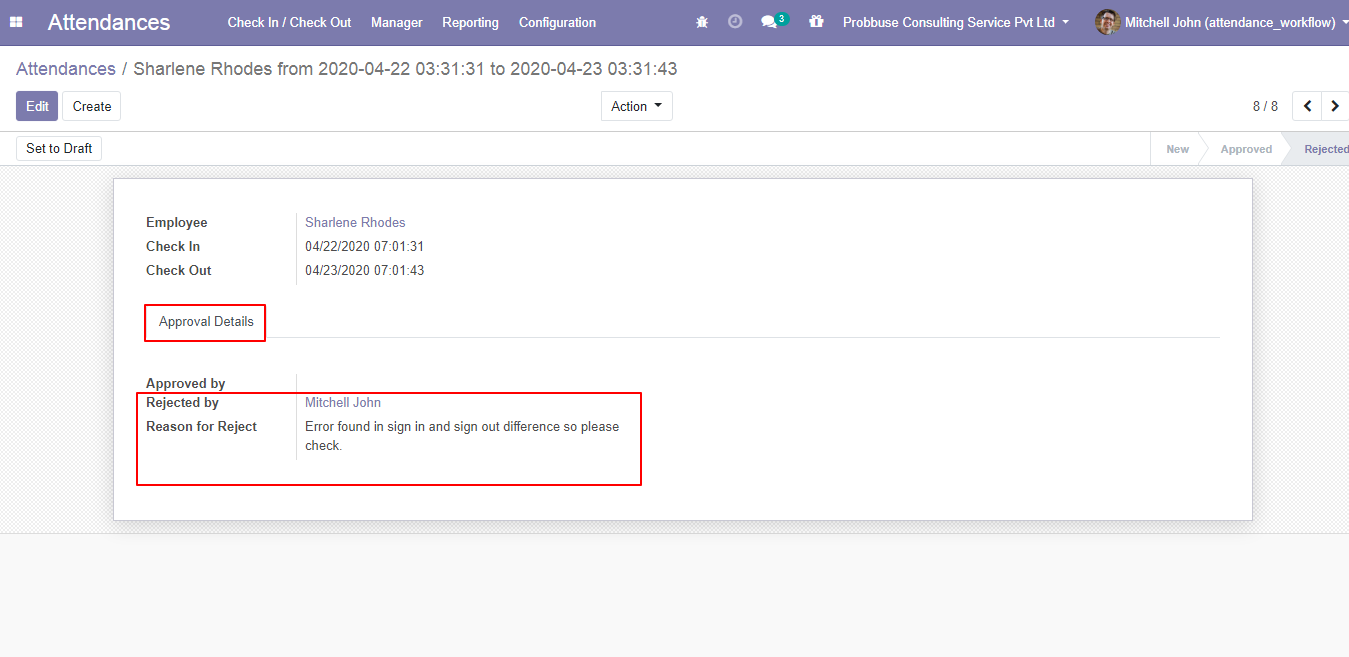 Attendances Check In / Check Out Manager Reporting Configuration 3 Probbuse Consulting Service Pvt Ltd Mitchell John (attendance_workflow)
Attendances / Sharlene Rhodes from 2020-04-22 03:31:31 to 2020-04-23 03:31:43
Edit Create Action 8 / 8
Set to Draft New Approved Rejected
Employee Sharlene Rhodes
Check In 04/22/2020 07:01:31
Check Out 04/23/2020 07:01:43
Approval Details
Approved by
Rejected by Mitchell John
Reason for Reject Error found in sign in and sign out difference so please
check.